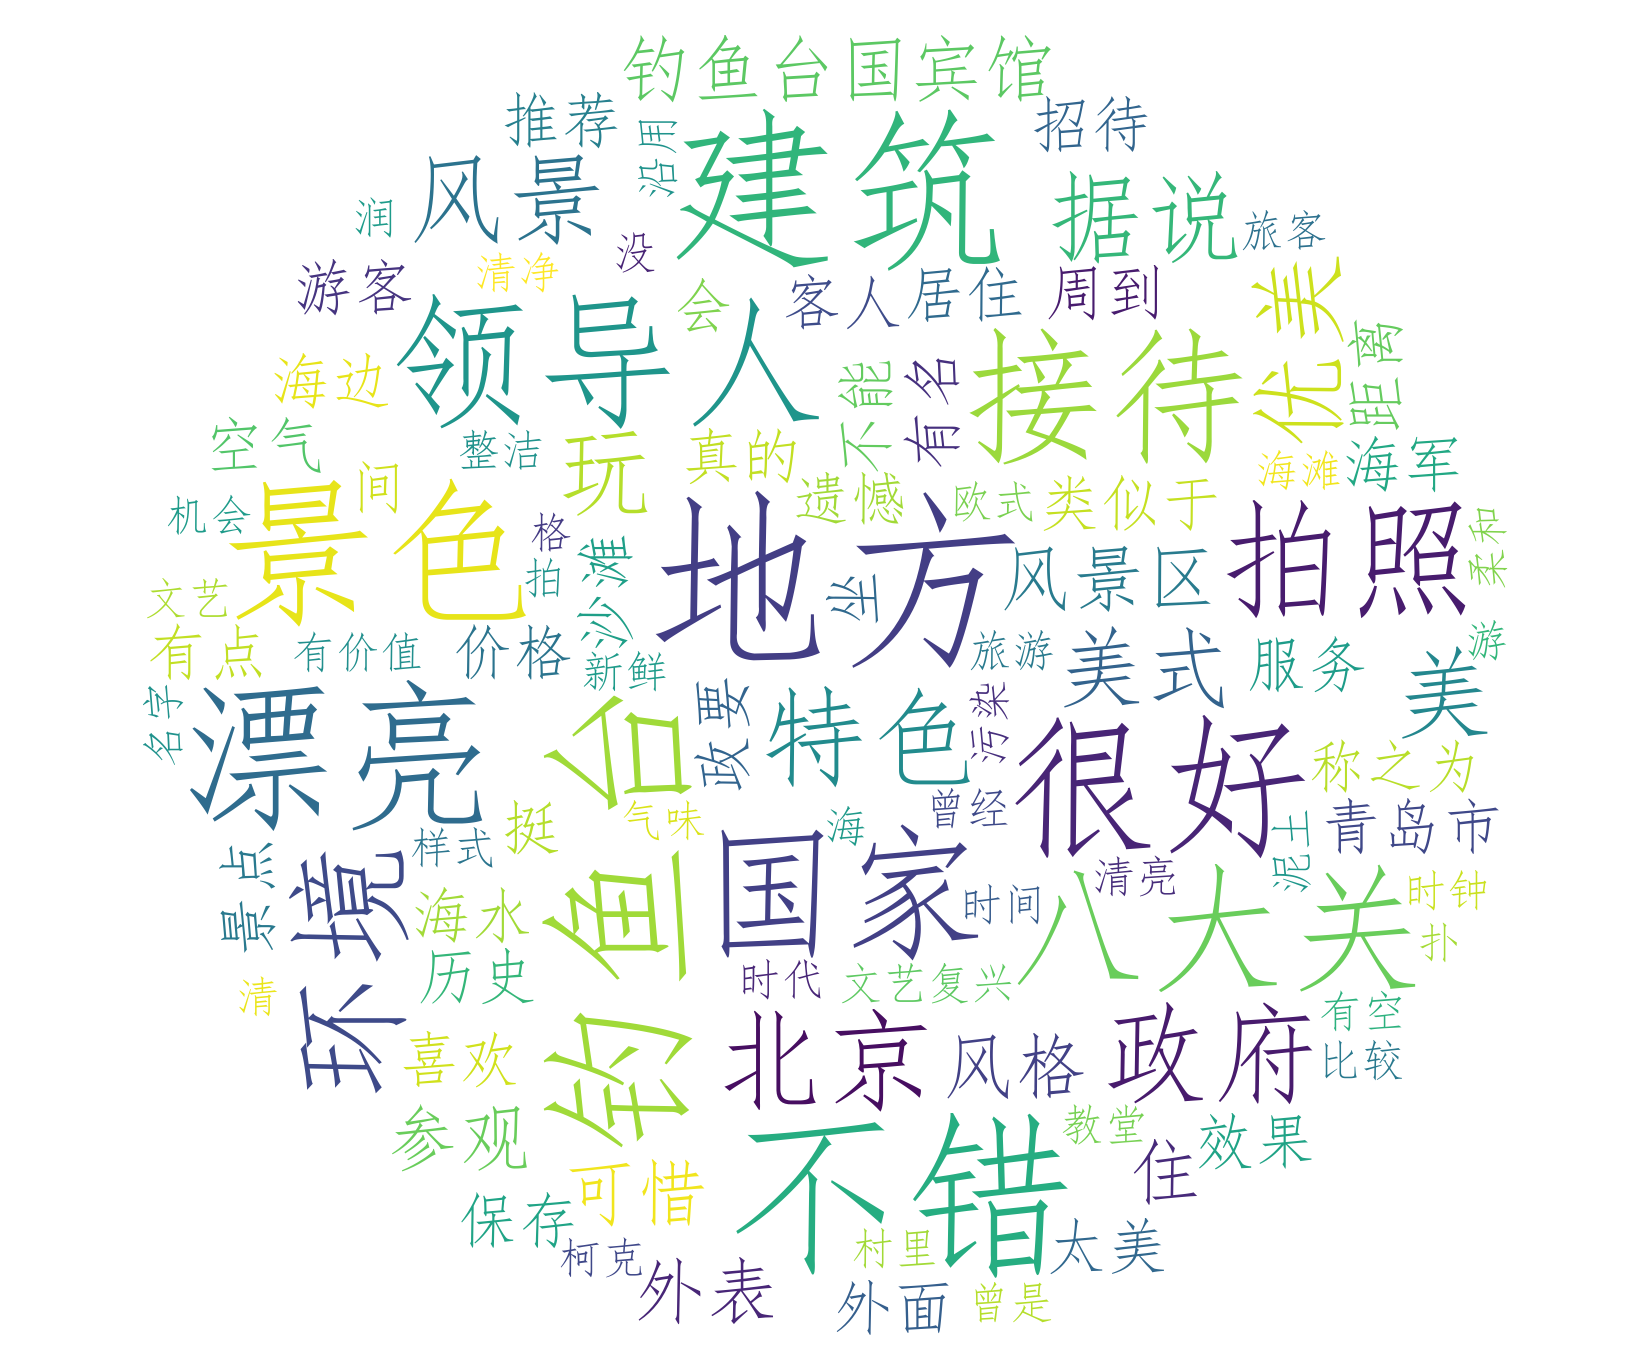 钓鱼台国宾馆
推荐
沿用
建筑
招待
风景
据说
润
旅客
没
游客
清净
会
客人
居住
周到
优美
领导人
距离
海边
不能
有名
接待
空气
整洁
玩
真的
海军
间
遗憾
海滩
景色
欧式
类似于
机会
格
地方
拍照
柔和
沙滩
拍
风景区
坐
文艺
有点
有价值
价格
新鲜
旅游
美式
服务
美
游
名字
漂亮
钓鱼台
政要
特色
污染
很好
称之为
挺
气味
海
曾经
青岛市
样式
泥土
景点
环境
国家
清亮
八大关
时钟
海水
时间
扑
历史
时代
文艺复兴
清
有空
北京
风格
政府
喜欢
比较
参观
不错
教堂
效果
可惜
住
保存
柯克
村里
太美
外表
外面
曾是